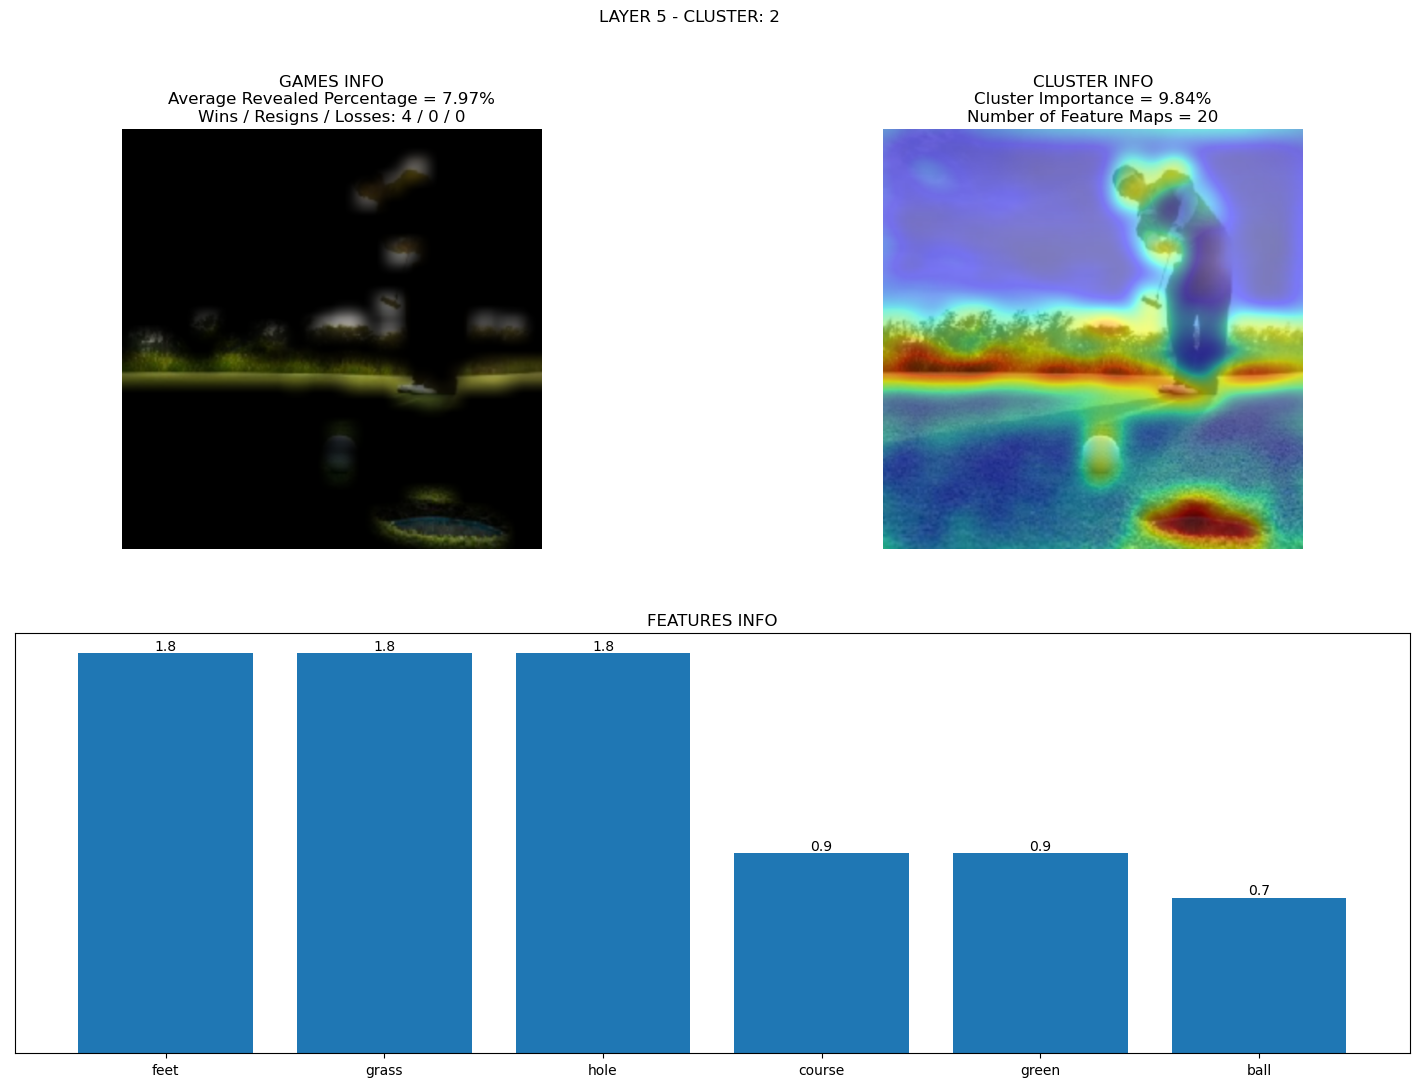 LAYER 5 - CLUSTER: 2
GAMES INFO
Average Revealed Percentage = 7.97%
Wins / Resigns / Losses: 4 / 0 / 0
CLUSTER INFO
Cluster Importance = 9.84%
Number of Feature Maps = 20
FEATURES INFO
1.8 1.8 1.8 0.9 0.9 0.7
feet grass hole course green ball